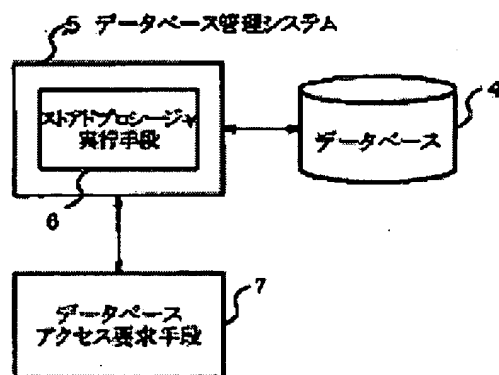 5 データベース管理システム
ストアドプロシージャ
実行手段
6
データベース
4
データベース
アクセス要求手段
7